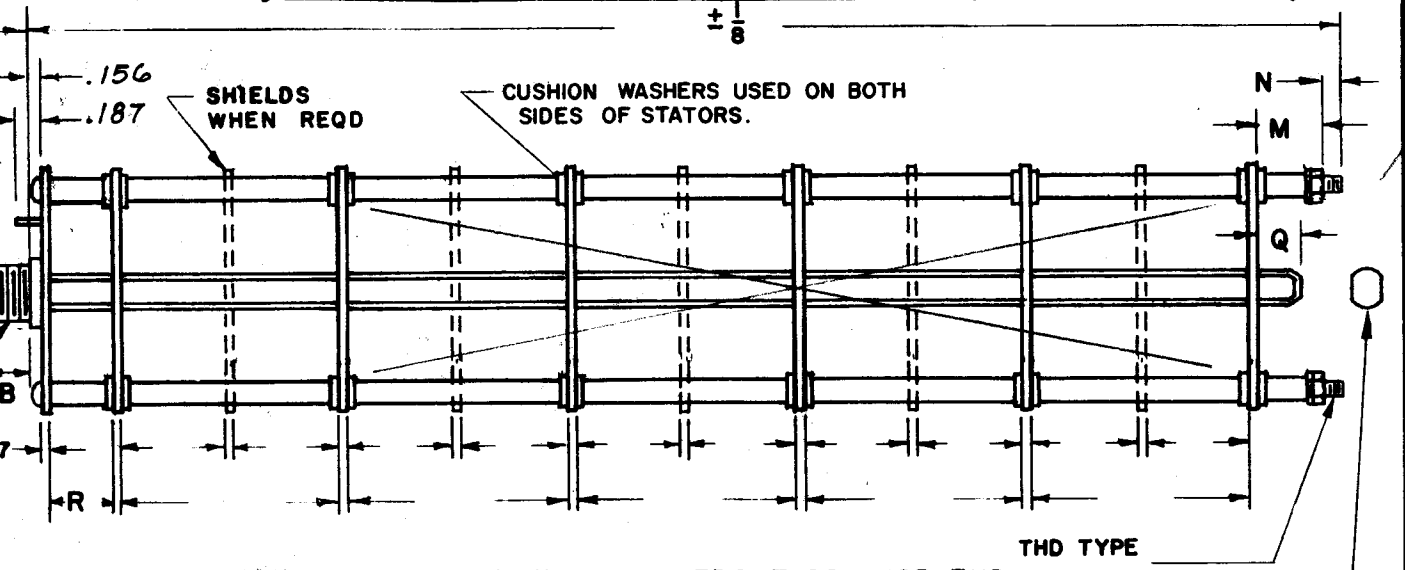 ± 1/8
.156
.187
SHIELDS
WHEN REQD
CUSHION WASHERS USED ON BOTH
SIDES OF STATORS.
N
M
Q
B
7
R
THD TYPE